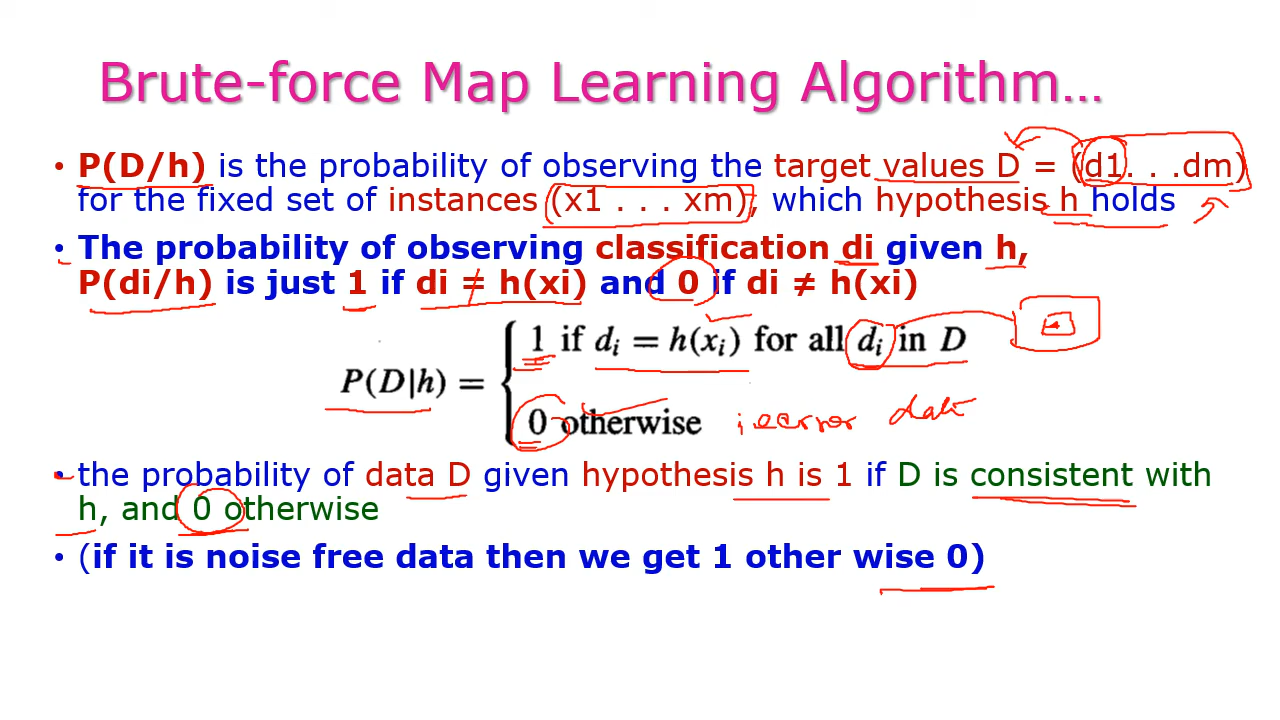 Brute-force Map Learning Algorithm...
• P(D/h) is the probability of observing the target values D = (d1. . .dm)
for the fixed set of instances (x1 . . . xm), which hypothesis h holds
• The probability of observing classification di given h,
P(di/h) is just 1 if di = h(xi) and 0 if di ≠ h(xi)
P(D|h) = { 1 if dᵢ = h(xᵢ) for all dᵢ in D
0 otherwise data
• the probability of data D given hypothesis h is 1 if D is consistent with
h, and 0 otherwise
• (if it is noise free data then we get 1 other wise 0)